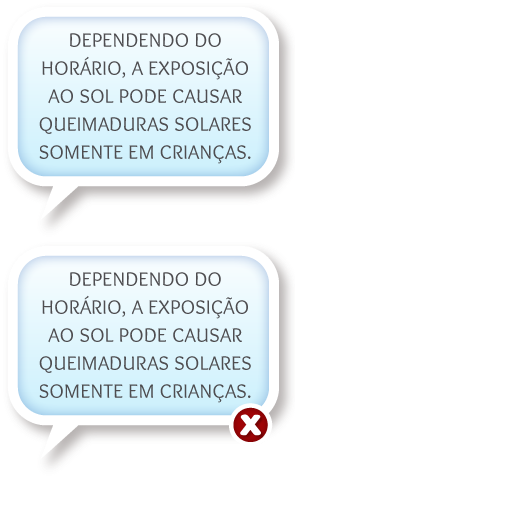 DEPENDENDO DO
HORÁRIO, A EXPOSIÇÃO
AO SOL PODE CAUSAR
QUEIMADURAS SOLARES
SOMENTE EM CRIANÇAS.
DEPENDENDO DO
HORÁRIO, A EXPOSIÇÃO
AO SOL PODE CAUSAR
QUEIMADURAS SOLARES
SOMENTE EM CRIANÇAS.